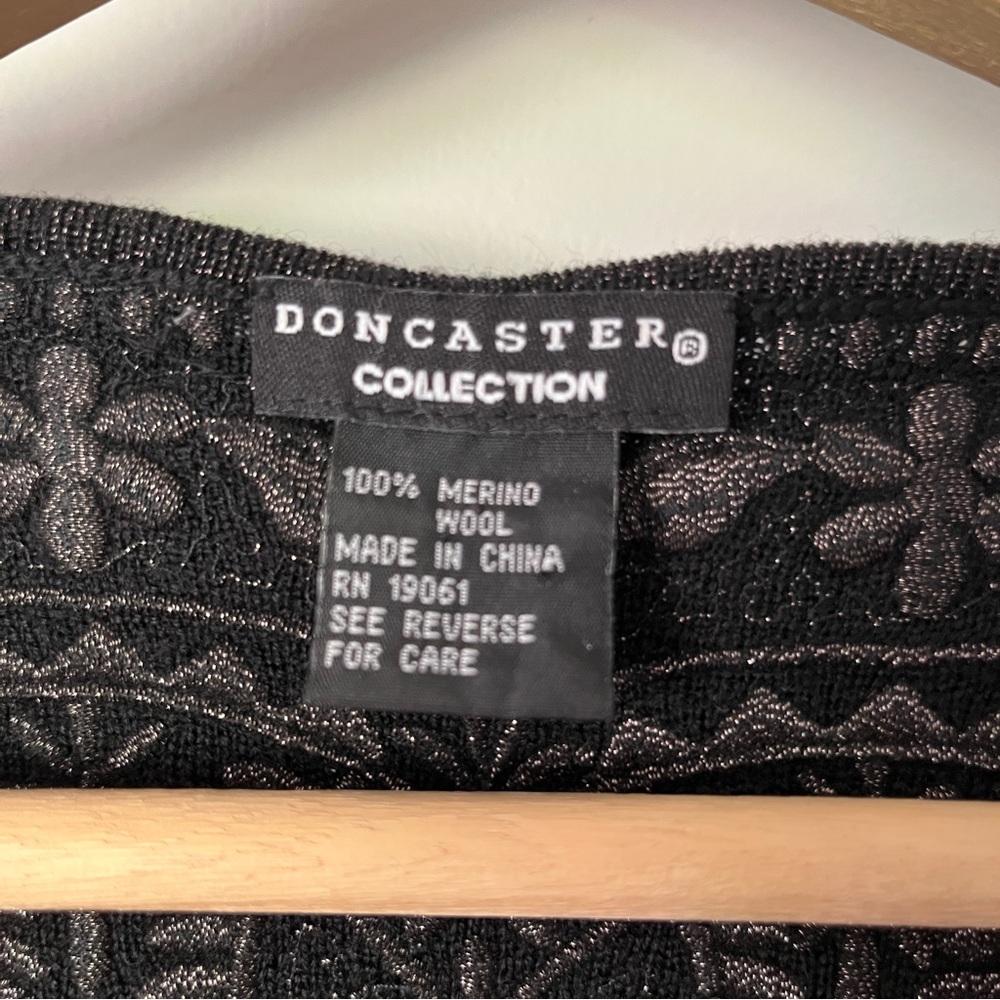 DONCASTER®
COLLECTION
100% MERINO
WOOL
MADE IN CHINA
RN 19061
SEE REVERSE
FOR CARE